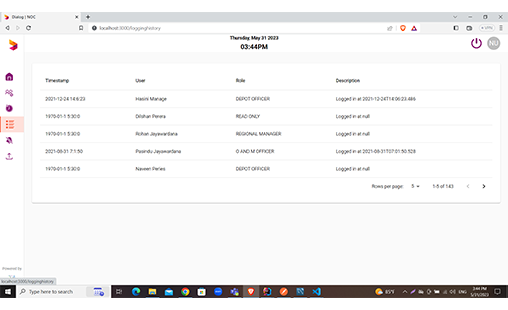 Dialog | NOC
localhost:3000/logginghistory
Thursday, May 31 2023
03:44PM
NU
Timestamp User Role Description
2021-12-24 14:6:23 Hasini Manage DEPOT OFFICER Logged in at 2021-12-24T14:06:23.486
1970-01-1 5:30:0 Dilshan Perera READ ONLY Logged in at null
1970-01-1 5:30:0 Rohan Jayawardana REGIONAL MANAGER Logged in at null
2021-08-31 7:1:50 Pasindu Jayawardana O AND M OFFICER Logged in at 2021-08-31T07:01:50.528
1970-01-1 5:30:0 Naveen Peries DEPOT OFFICER Logged in at null
Rows per page: 5 1-5 of 143
Powered by
localhost:3000/logginghistory
Type here to search
85°F
ENG
3:44 PM
5/31/2023